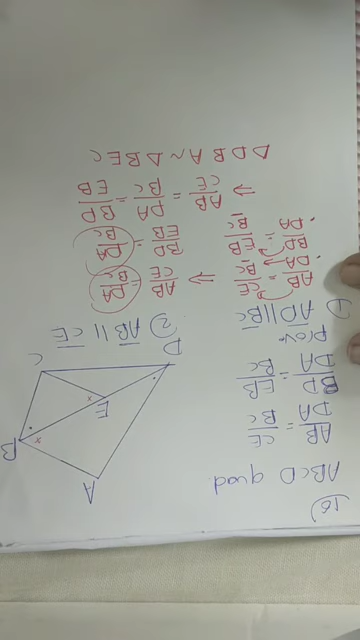 16)
ABCD quad
AB/DA = CE/BC
BD/DA = EB/BC
Prov
1) AD || BC 2) AB || CE
A
B
C
D
E
x
x
AB/DA = CE/BC ⇒ AB/CE = DA/BC
BD/DA = EB/BC BD/EB = DA/BC
⇒ AB/CE = DA/BC = BD/EB
Δ DBA ~ Δ BEC